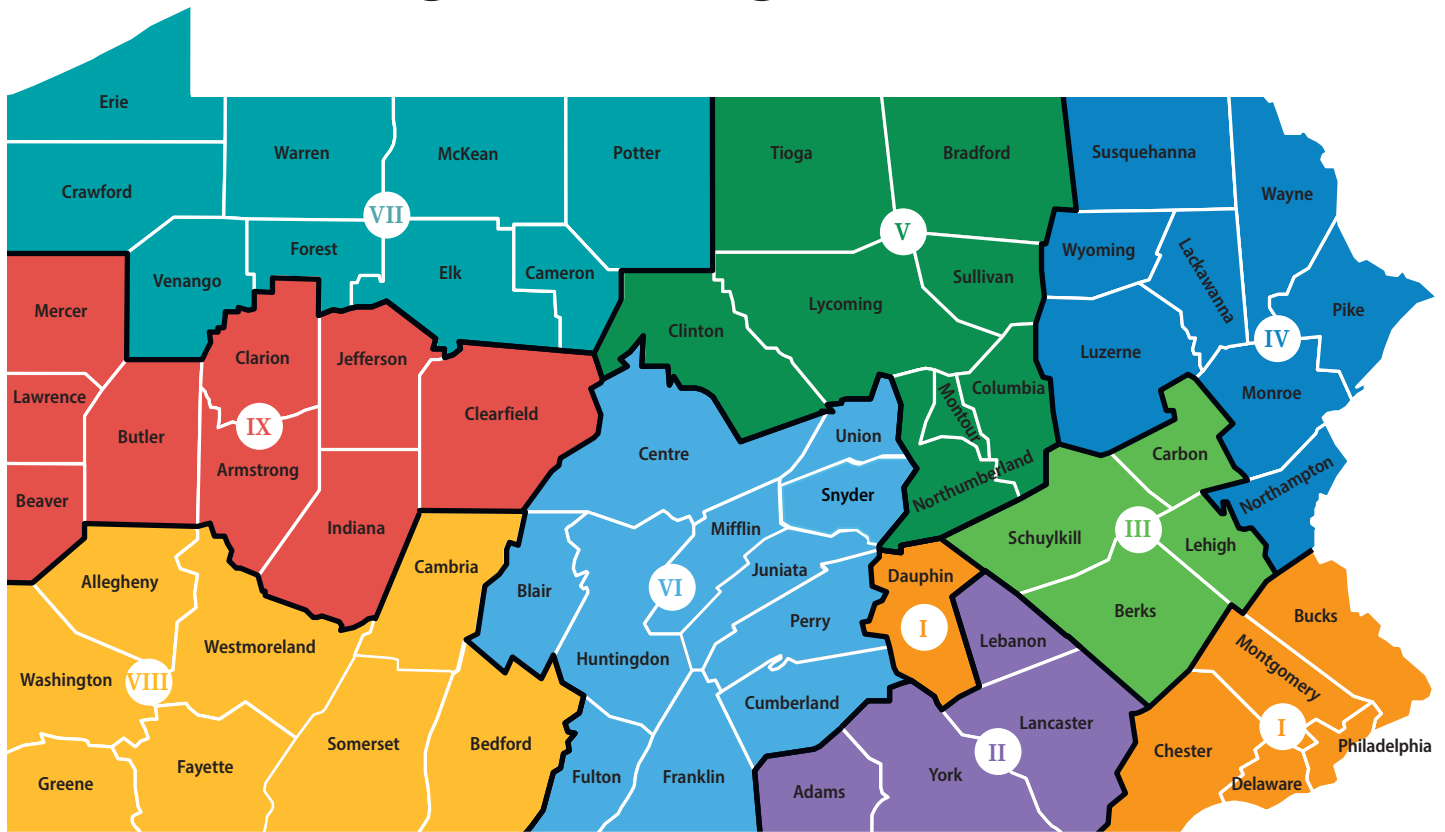 Erie
Warren
McKean
Potter
Tioga
Bradford
Susquehanna
Wayne
Crawford
VII
V
Forest
Venango
Elk
Cameron
Sullivan
Wyoming
Lackawanna
Mercer
Lycoming
Clinton
Pike
Clarion
Jefferson
Luzerne
IV
Lawrence
Columbia
Monroe
Montour
Clearfield
IX
Butler
Armstrong
Centre
Union
Carbon
Beaver
Snyder
Northumberland
Northampton
Indiana
Mifflin
Schuylkill
III
Lehigh
Allegheny
Cambria
Juniata
Dauphin
Blair
VI
Berks
Perry
I
Bucks
Westmoreland
Lebanon
Huntingdon
Montgomery
Washington
VIII
Cumberland
Lancaster
I
Somerset
Bedford
II
Chester
Philadelphia
Greene
Fayette
Fulton
Franklin
Adams
York
Delaware